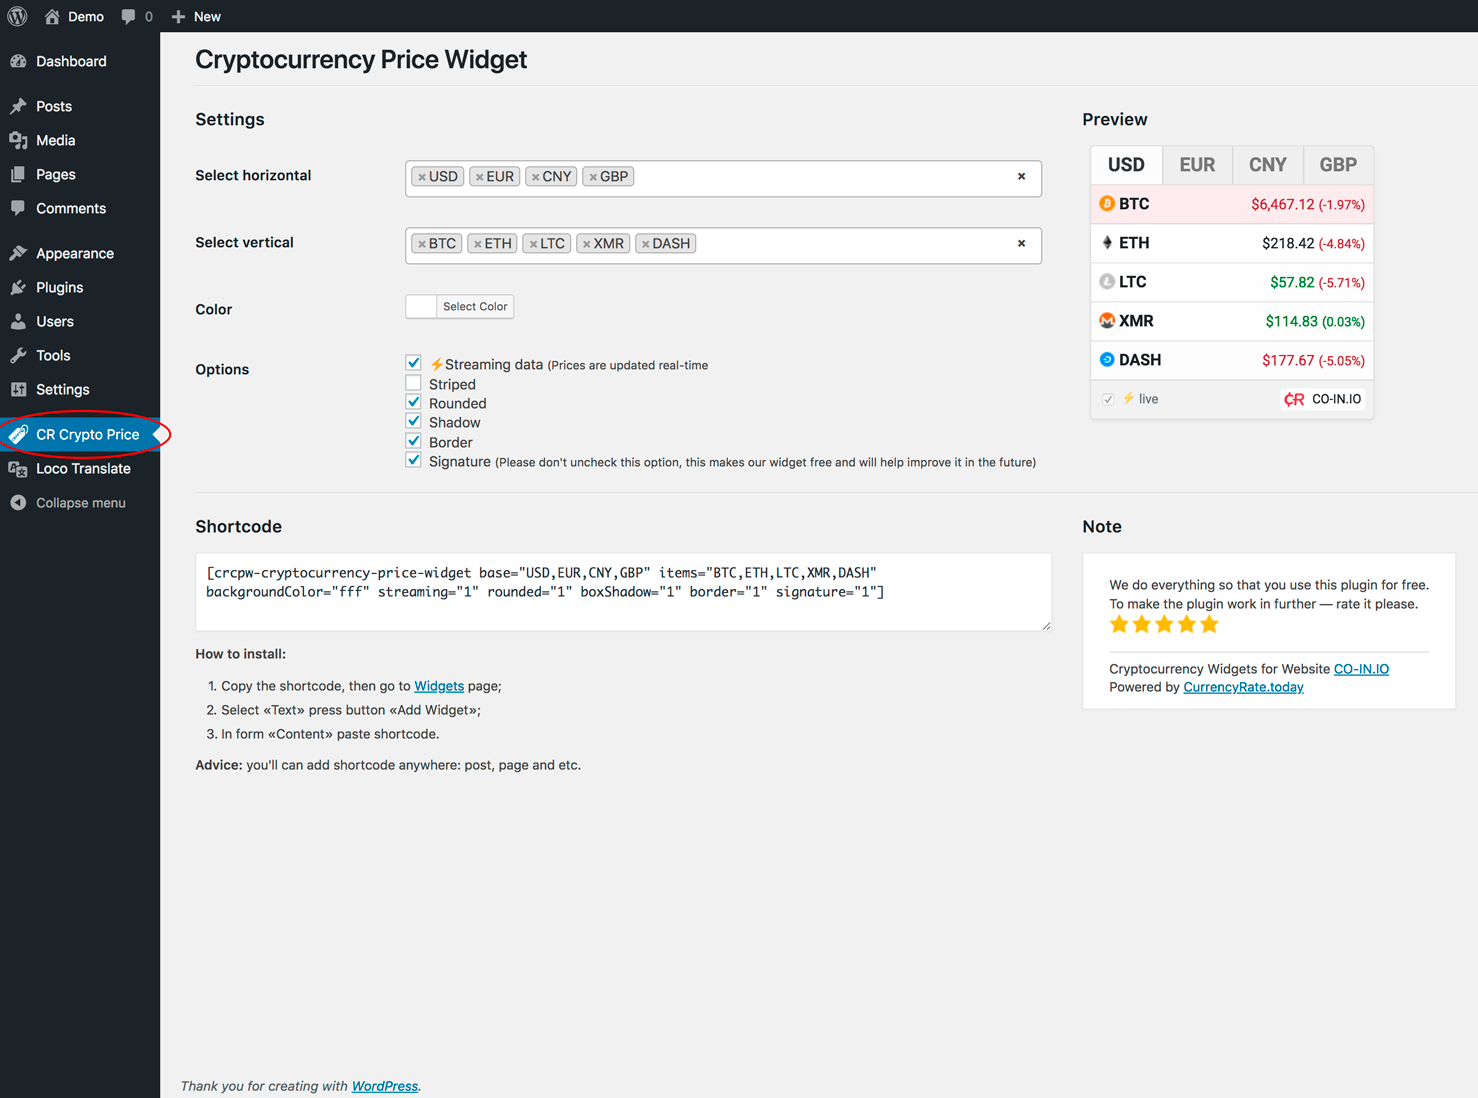 Demo 0 New
Dashboard
Posts
Media
Pages
Comments
Appearance
Plugins
Users
Tools
Settings
CR Crypto Price
Loco Translate
Collapse menu
Cryptocurrency Price Widget
Settings
Select horizontal
×USD ×EUR ×CNY ×GBP ×
Select vertical
×BTC ×ETH ×LTC ×XMR ×DASH ×
Color
Select Color
Options
⚡Streaming data (Prices are updated real-time
Striped
Rounded
Shadow
Border
Signature (Please don't uncheck this option, this makes our widget free and will help improve it in the future)
Preview
USD EUR CNY GBP
BTC $6,467.12 (-1.97%)
ETH $218.42 (-4.84%)
LTC $57.82 (-5.71%)
XMR $114.83 (0.03%)
DASH $177.67 (-5.05%)
⚡ live CR CO-IN.IO
Shortcode
[crcpw-cryptocurrency-price-widget base="USD,EUR,CNY,GBP" items="BTC,ETH,LTC,XMR,DASH"
backgroundColor="fff" streaming="1" rounded="1" boxShadow="1" border="1" signature="1"]
How to install:
1. Copy the shortcode, then go to Widgets page;
2. Select «Text» press button «Add Widget»;
3. In form «Content» paste shortcode.
Advice: you'll can add shortcode anywhere: post, page and etc.
Note
We do everything so that you use this plugin for free.
To make the plugin work in further — rate it please.
Cryptocurrency Widgets for Website CO-IN.IO
Powered by CurrencyRate.today
Thank you for creating with WordPress.